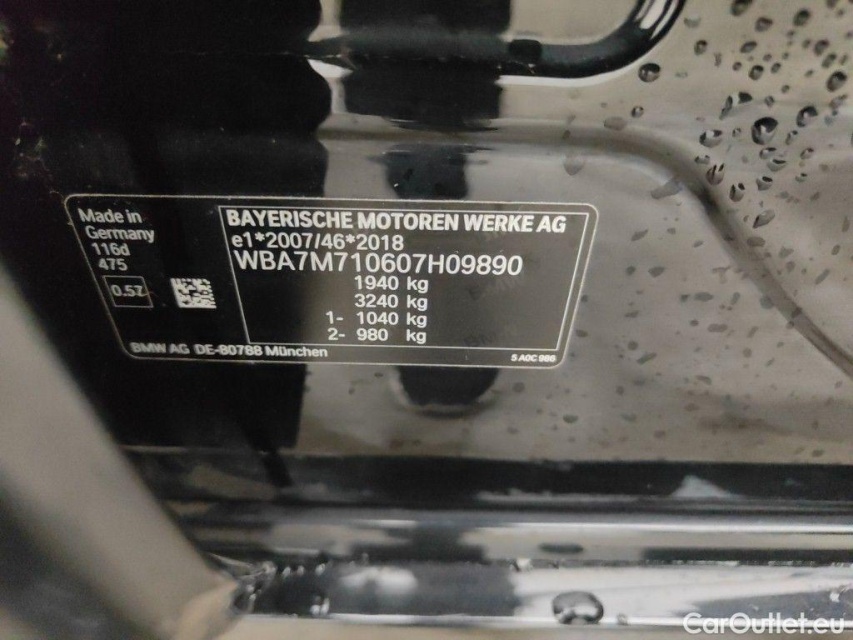 Made in
Germany
116d
475
0.5Z
BAYERISCHE MOTOREN WERKE AG
e1*2007/46*2018
WBA7M710607H09890
1940 kg
3240 kg
1- 1040 kg
2- 980 kg
BMW AG DE-80788 München
5 A0C 986
CarOutlet.eu